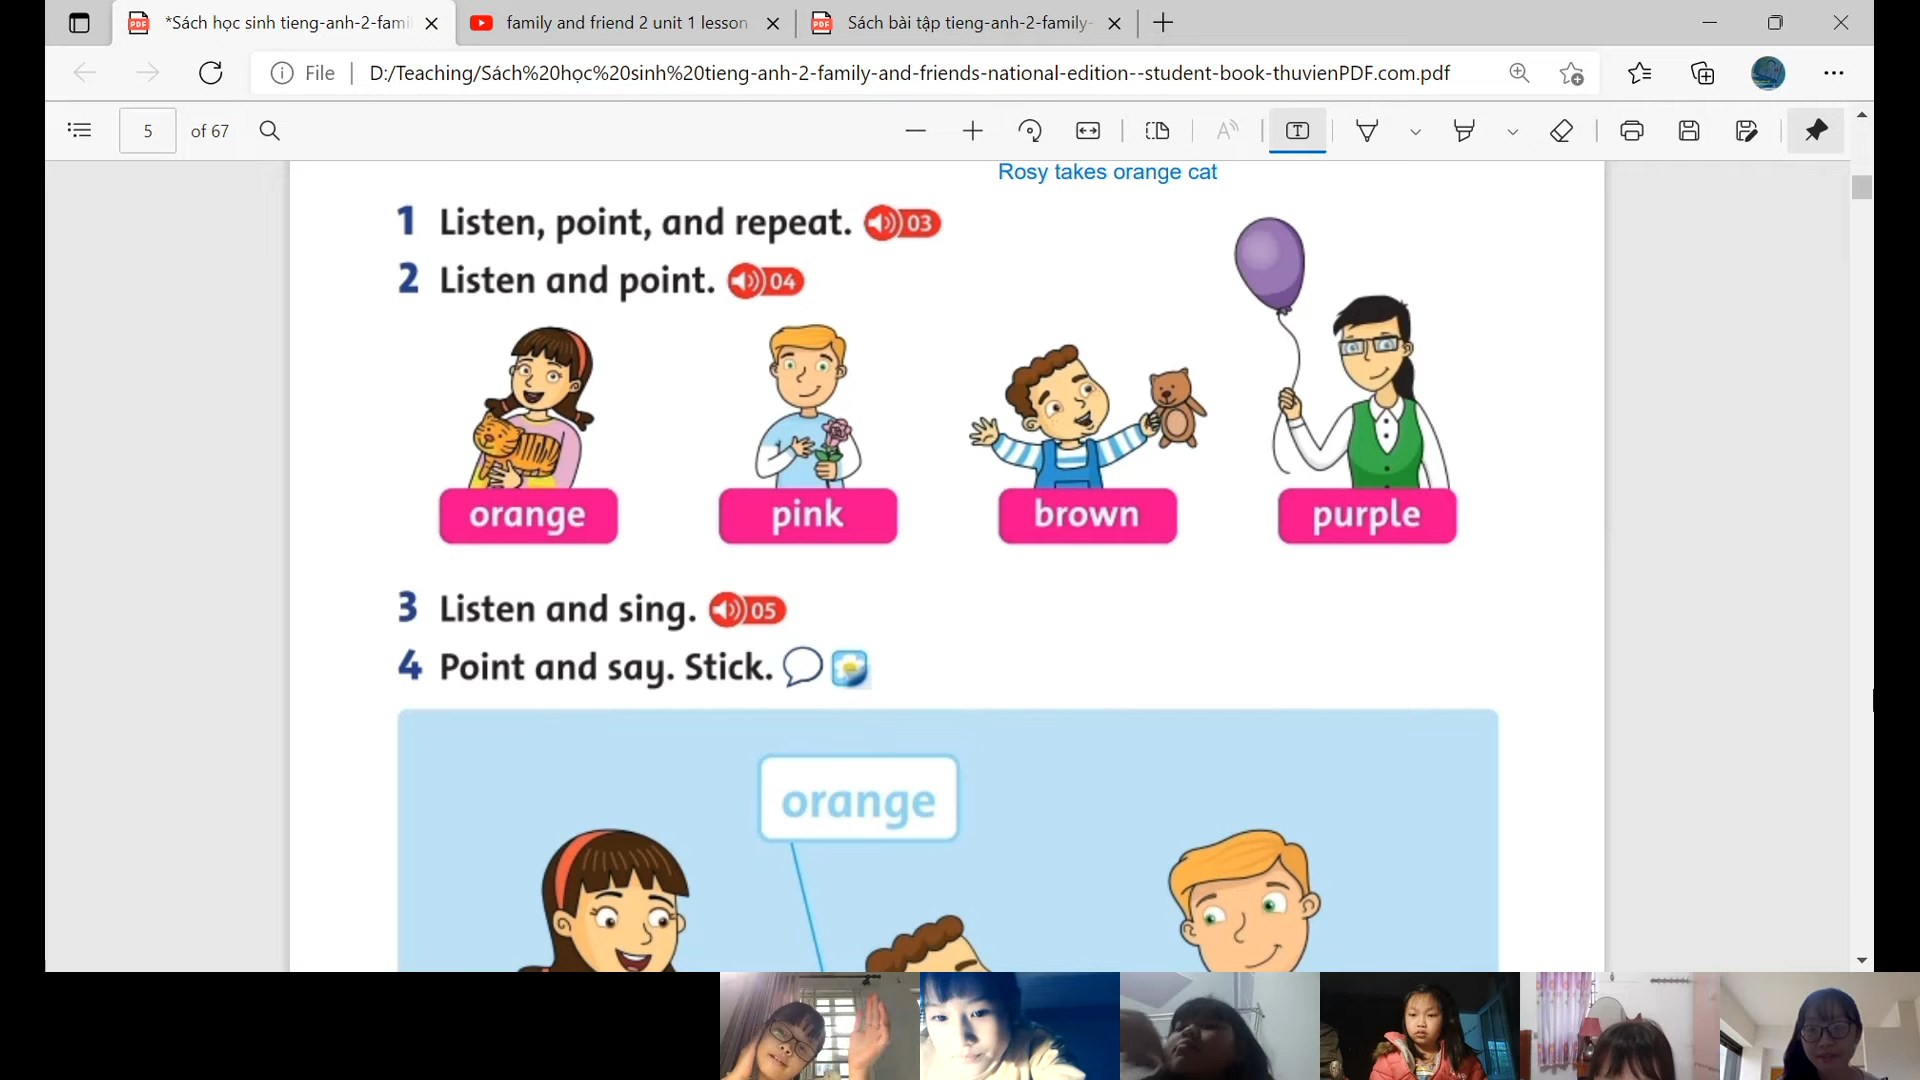 *Sách học sinh tieng-anh-2-fami
family and friend 2 unit 1 lesson
Sách bài tập tieng-anh-2-family-
File
D:/Teaching/Sách%20học%20sinh%20tieng-anh-2-family-and-friends-national-edition--student-book-thuvienPDF.com.pdf
5 of 67
Rosy takes orange cat
1 Listen, point, and repeat. 03
2 Listen and point. 04
orange
pink
brown
purple
3 Listen and sing. 05
4 Point and say. Stick.
orange